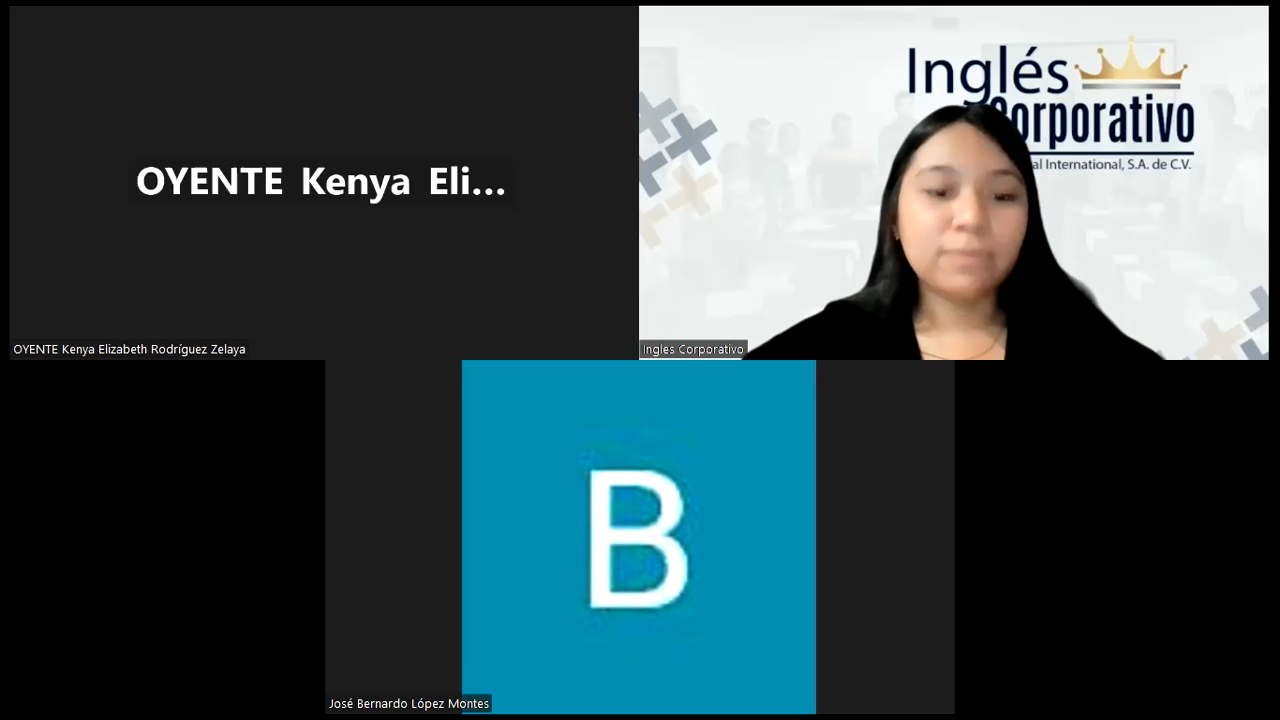 OYENTE Kenya Eli...
OYENTE Kenya Elizabeth Rodríguez Zelaya
Inglés
Corporativo
al International, S.A. de C.V.
Ingles Corporativo
B
José Bernardo López Montes